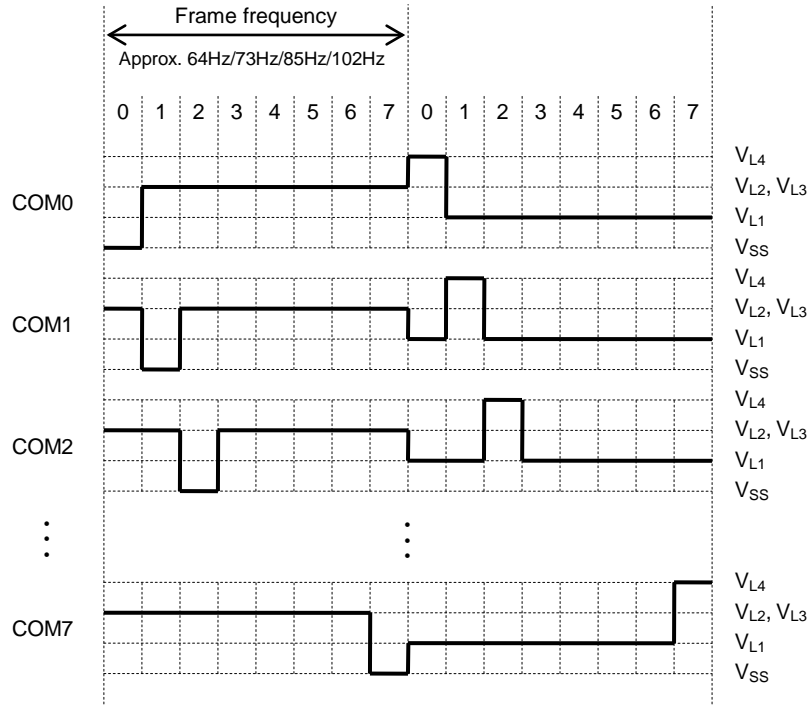 Frame frequency
Approx. 64Hz/73Hz/85Hz/102Hz
0 1 2 3 4 5 6 7 0 1 2 3 4 5 6 7
COM0
VL4
VL2, VL3
VL1
VSS
COM1
VL4
VL2, VL3
VL1
VSS
COM2
VL4
VL2, VL3
VL1
VSS
COM7
VL4
VL2, VL3
VL1
VSS